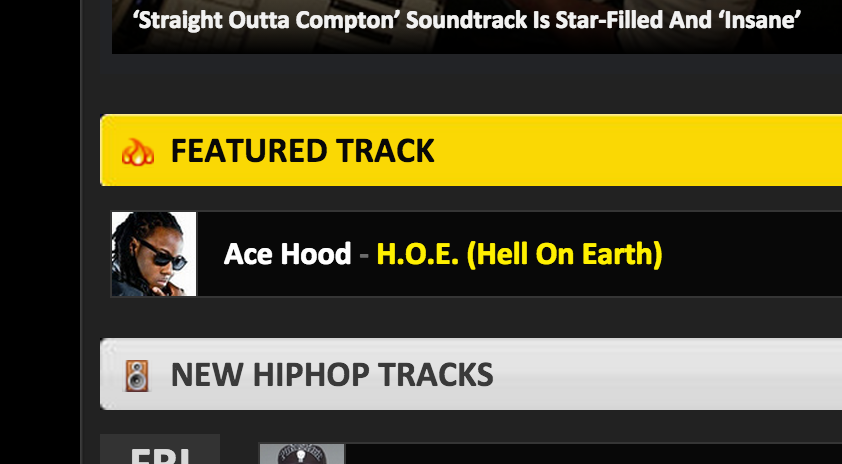 ‘Straight Outta Compton’ Soundtrack Is Star-Filled And ‘Insane’
FEATURED TRACK
Ace Hood - H.O.E. (Hell On Earth)
NEW HIPHOP TRACKS
FRI